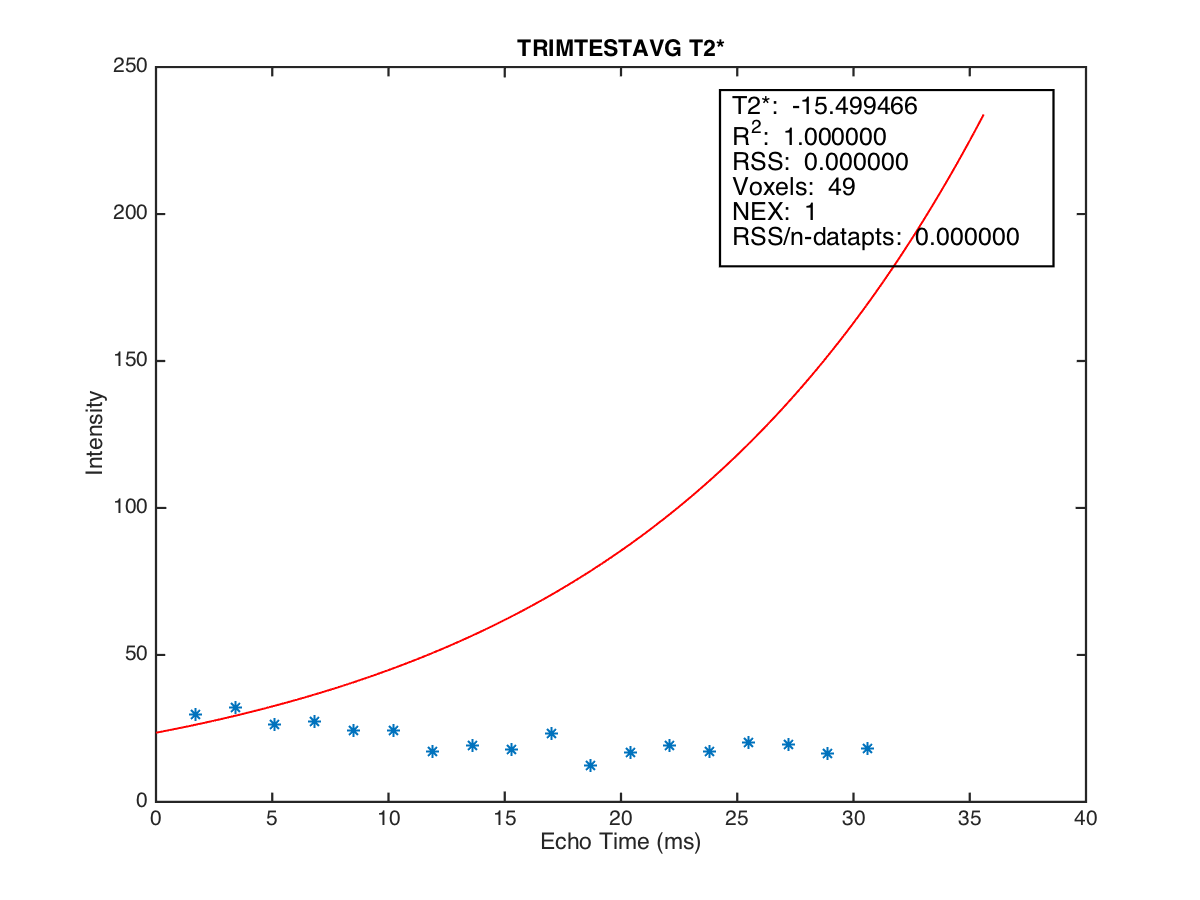 TRIMTESTAVG T2*
250
200
150
100
50
0
Intensity
T2*: -15.499466
R2: 1.000000
RSS: 0.000000
Voxels: 49
NEX: 1
RSS/n-datapts: 0.000000
0 5 10 15 20 25 30 35 40
Echo Time (ms)